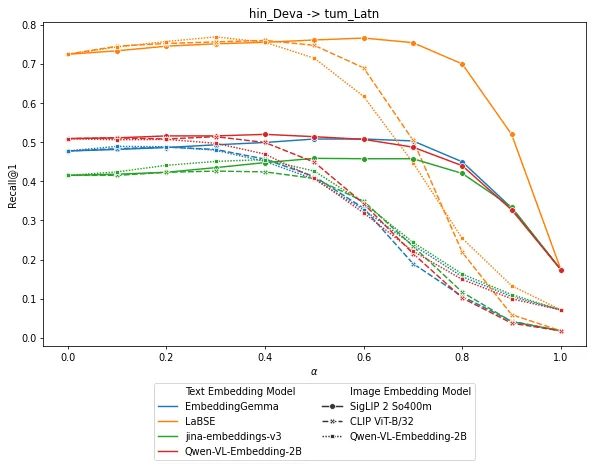 hin_Deva -> tum_Latn
Recall@1
0.8
0.7
0.6
0.5
0.4
0.3
0.2
0.1
0.0
0.0 0.2 0.4 0.6 0.8 1.0
α
Text Embedding Model Image Embedding Model
EmbeddingGemma SigLIP 2 So400m
LaBSE CLIP ViT-B/32
jina-embeddings-v3 Qwen-VL-Embedding-2B
Qwen-VL-Embedding-2B